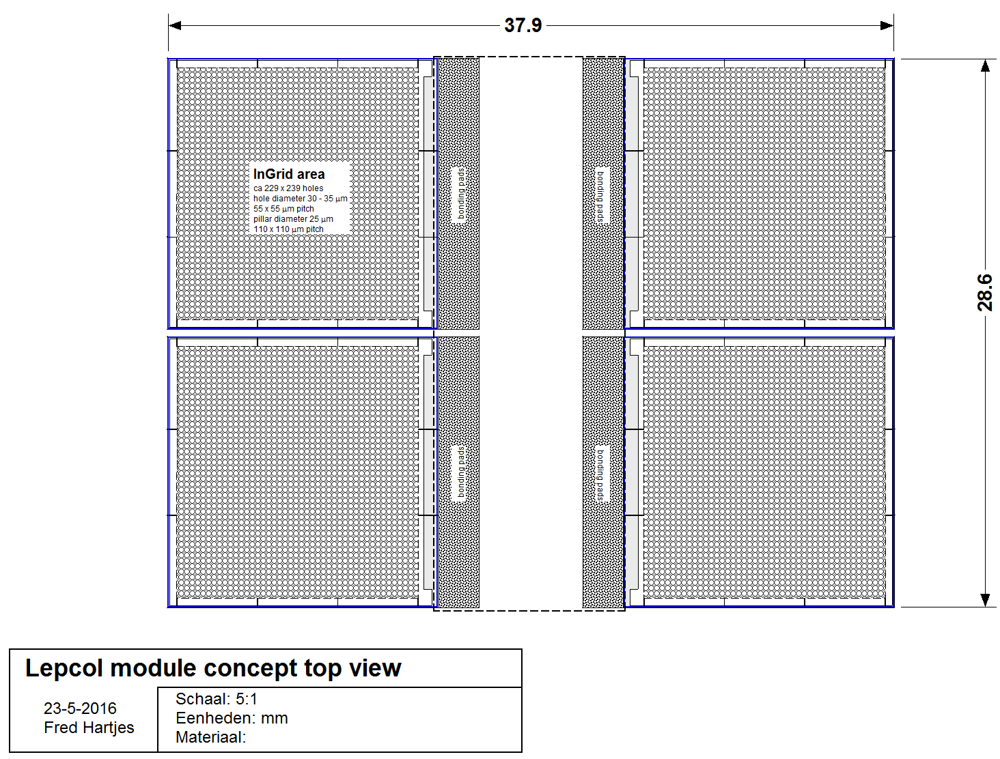 37.9
InGrid area
ca 229 x 239 holes
hole diameter 30 - 35 μm
55 x 55 μm pitch
pillar diameter 25 μm
110 x 110 μm pitch
bonding pads
bonding pads
28.6
bonding pads
bonding pads
Lepcol module concept top view
23-5-2016
Fred Hartjes
Schaal: 5:1
Eenheden: mm
Materiaal: